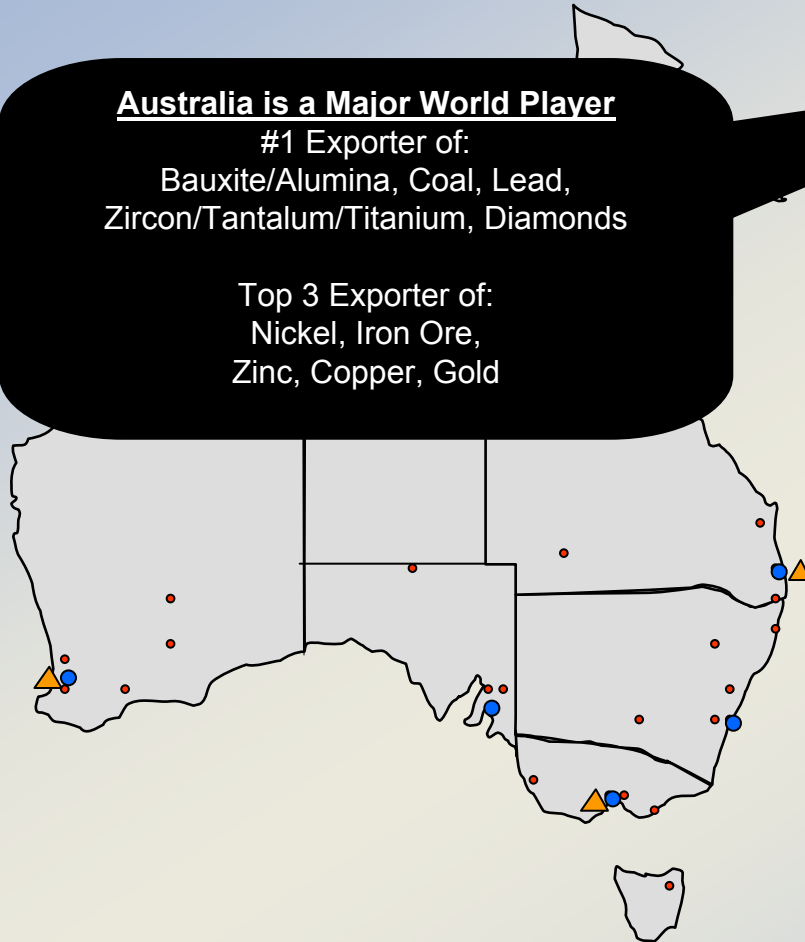 Australia is a Major World Player
#1 Exporter of:
Bauxite/Alumina, Coal, Lead,
Zircon/Tantalum/Titanium, Diamonds
Top 3 Exporter of:
Nickel, Iron Ore,
Zinc, Copper, Gold